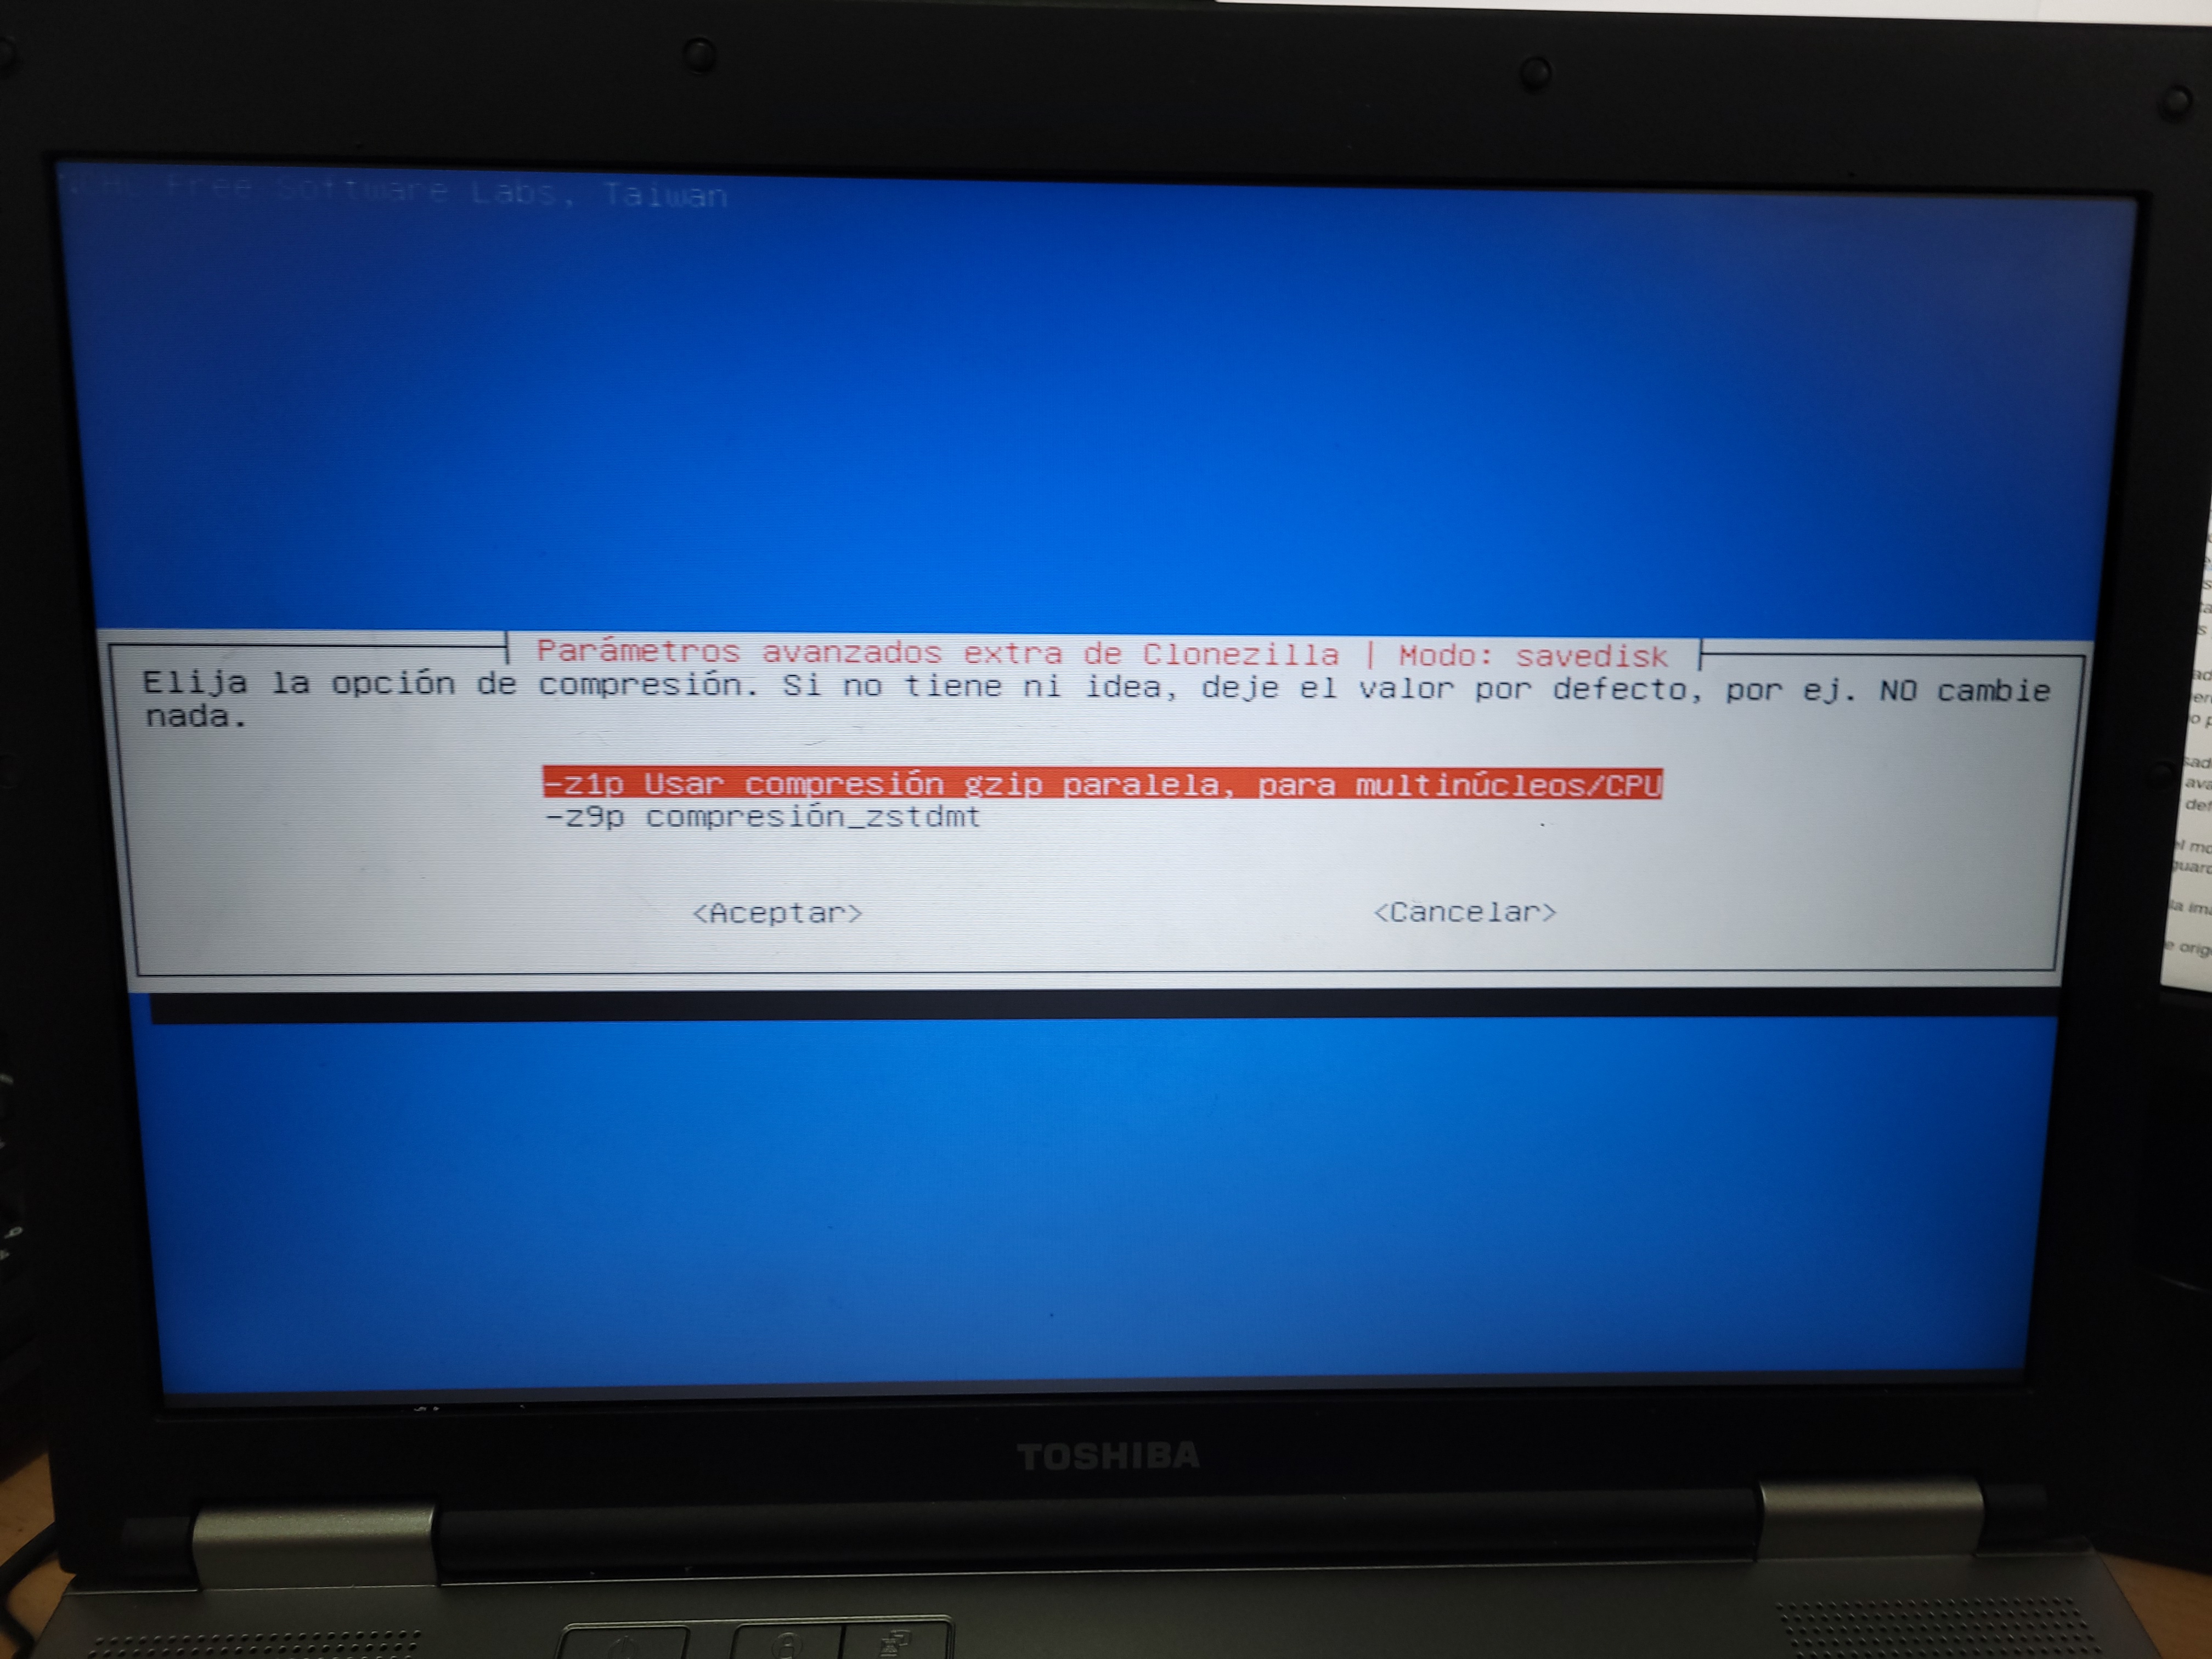 NCHC Free Software Labs, Taiwan
Parámetros avanzados extra de Clonezilla | Modo: savedisk
Elija la opción de compresión. Si no tiene ni idea, deje el valor por defecto, por ej. NO cambie
nada.
-z1p Usar compresión gzip paralela, para multinúcleos/CPU
-z9p compresión_zstdmt
<Aceptar>
<Cancelar>
TOSHIBA